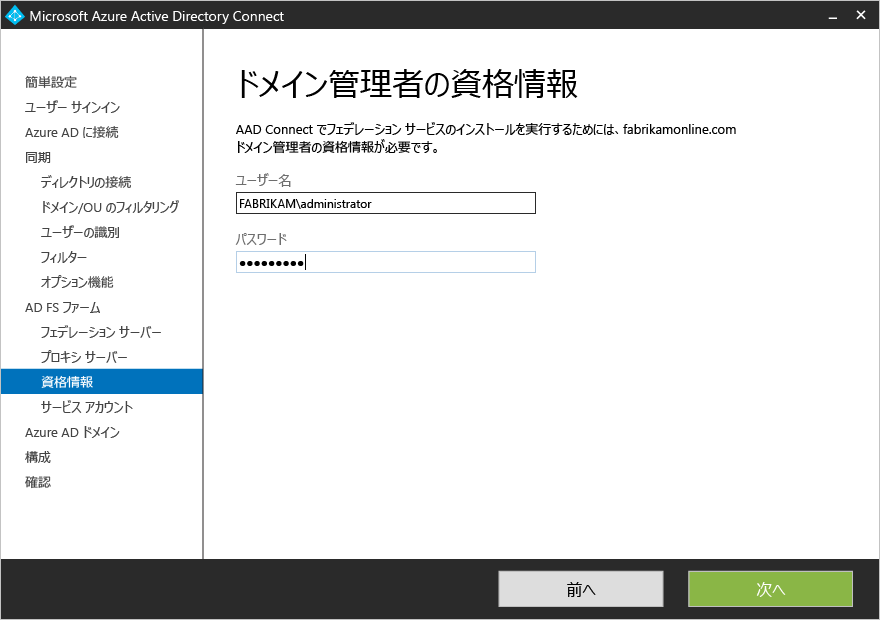 Microsoft Azure Active Directory Connect
簡単設定
ユーザー サインイン
Azure AD に接続
同期
ディレクトリの接続
ドメイン/OU のフィルタリング
ユーザーの識別
フィルター
オプション機能
AD FS ファーム
フェデレーション サーバー
プロキシ サーバー
資格情報
サービス アカウント
Azure AD ドメイン
構成
確認
ドメイン管理者の資格情報
AAD Connect でフェデレーション サービスのインストールを実行するためには、fabrikamonline.com
ドメイン管理者の資格情報が必要です。
ユーザー名
FABRIKAM\administrator
パスワード
●●●●●●●●●
前へ
次へ